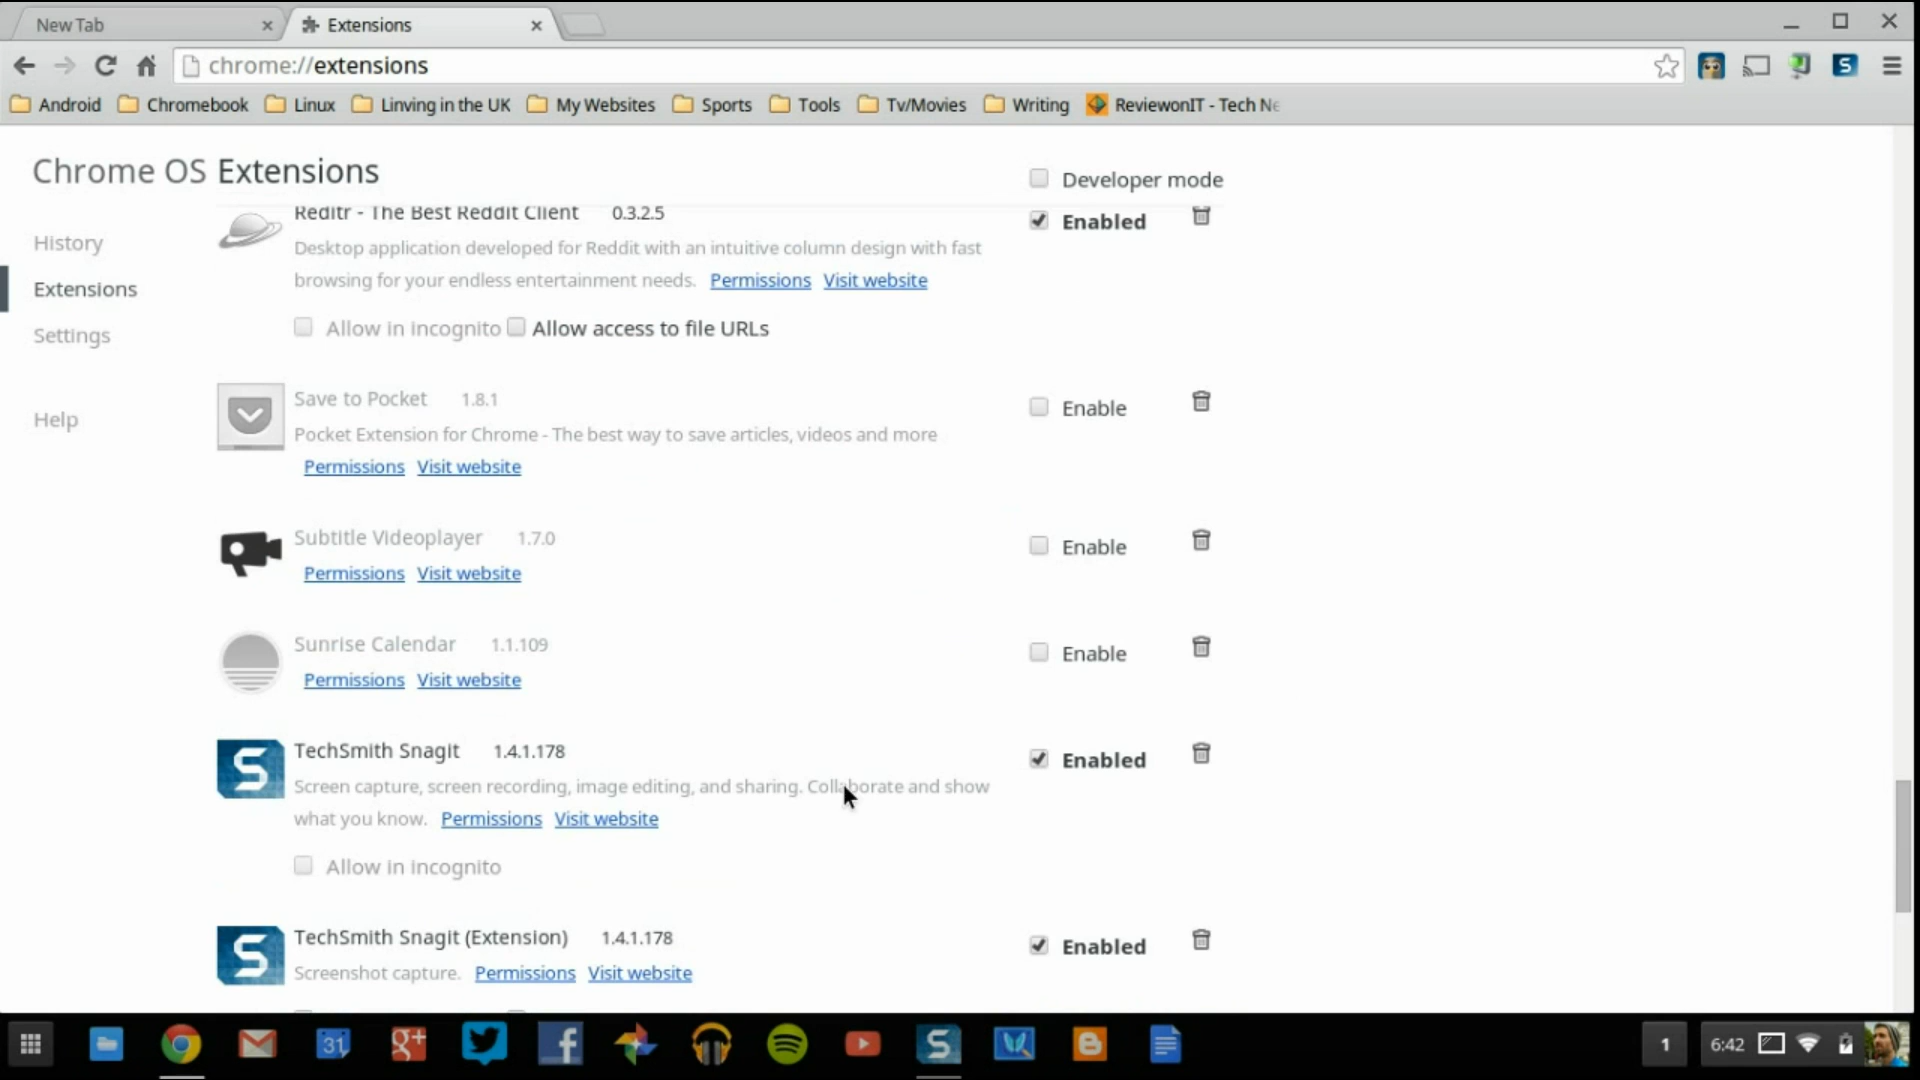 New Tab
Extensions
chrome://extensions
Android Chromebook Linux Linving in the UK My Websites Sports Tools Tv/Movies Writing ReviewonIT - Tech Ne
Chrome OS Extensions
Developer mode
History
Extensions
Settings
Help
Reditr - The Best Reddit Client 0.3.2.5
Enabled
Desktop application developed for Reddit with an intuitive column design with fast
browsing for your endless entertainment needs. Permissions Visit website
Allow in incognito Allow access to file URLs
Save to Pocket 1.8.1
Enable
Pocket Extension for Chrome - The best way to save articles, videos and more
Permissions Visit website
Subtitle Videoplayer 1.7.0
Enable
Permissions Visit website
Sunrise Calendar 1.1.109
Enable
Permissions Visit website
TechSmith Snagit 1.4.1.178
Enabled
Screen capture, screen recording, image editing, and sharing. Collaborate and show
what you know. Permissions Visit website
Allow in incognito
TechSmith Snagit (Extension) 1.4.1.178
Enabled
Screenshot capture. Permissions Visit website
31
g+
1
6:42